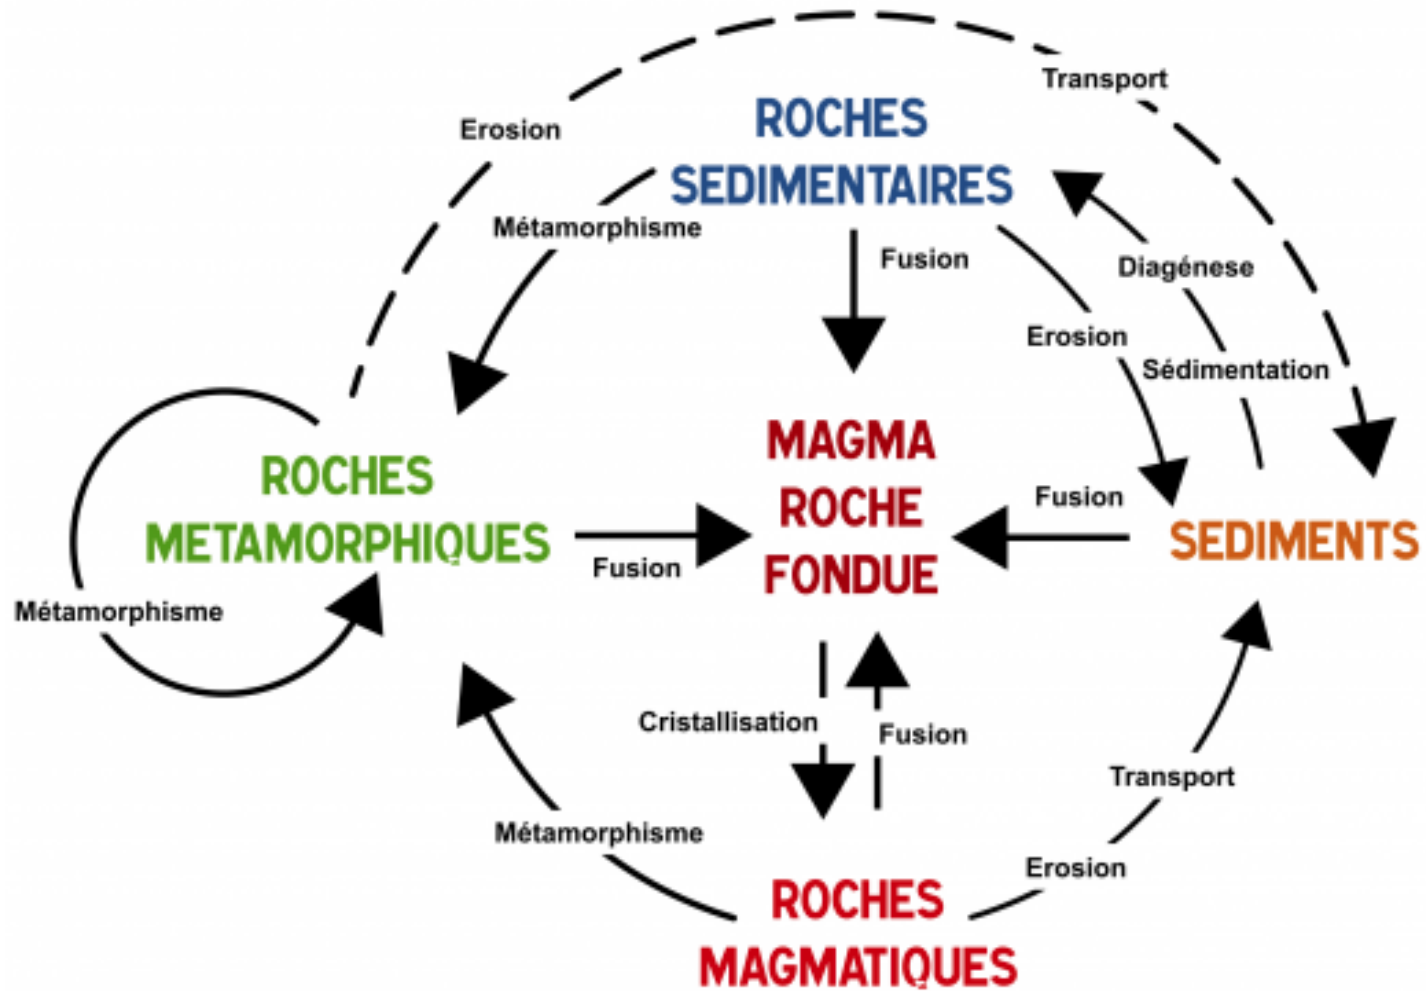 Transport
ROCHES
SEDIMENTAIRES
Erosion
Métamorphisme
Fusion
Diagénese
Erosion
Sédimentation
MAGMA
ROCHE
FONDUE
ROCHES
METAMORPHIQUES
Fusion
SEDIMENTS
Fusion
Métamorphisme
Cristallisation
Fusion
Transport
Métamorphisme
Erosion
ROCHES
MAGMATIQUES